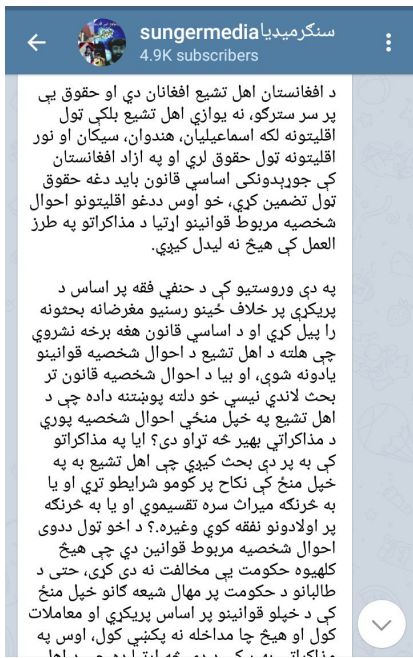 sungermediaسنګرمیډیا
4.9K subscribers
د افغانستان اهل تشیع افغانان دي او حقوق یې
پر سر سترګو، نه یوازي اهل تشیع بلکې ټول
اقلیتونه لکه اسماعیلیان، هندوان، سیکان او نور
اقلیتونه ټول حقوق لري او په ازاد افغانستان
کې جوړېدونکی اساسي قانون باید دغه حقوق
ټول تضمین کړي، خو اوس ددغو اقلیتونو احوال
شخصیه مربوط قوانینو اړتیا د مذاکراتو په طرز
العمل کې هیڅ نه لیدل کیږي.
په دې وروستیو کې د حنفي فقه پر اساس د
پریکړې پر خلاف ځینو رسنیو مغرضانه بحثونه
را پیل کړي او د اساسي قانون هغه برخه نشروي
چې هلته د اهل تشیع د احوال شخصیه قوانینو
یادونه شوې، او بیا د احوال شخصیه قانون تر
بحث لاندې نیسي خو دلته پوښتنه داده چې د
اهل تشیع په خپل منځي احوال شخصیه پورې
د مذاکراتي بهیر څه تړاو دی؟ ایا په مذاکراتو
کې به پر دې بحث کیږي چې اهل تشیع به په
خپل منځ کې نکاح پر کومو شرایطو تړي او یا
به څرنګه میراث سره تقسیموي او یا به څرنګه
پر اولادونو نفقه کوي وغیره.؟ د اخو ټول ددوی
احوال شخصیه مربوط قوانین دي چې هیڅ
کلهیوه حکومت یې مخالفت نه دی کړی، حتی د
طالبانو د حکومت پر مهال شیعه ګانو خپل منځ
کې د خپلو قوانینو پر اساس پریکړې او معاملات
کول او هیڅ چا مداخله نه پکښې کول، اوس په